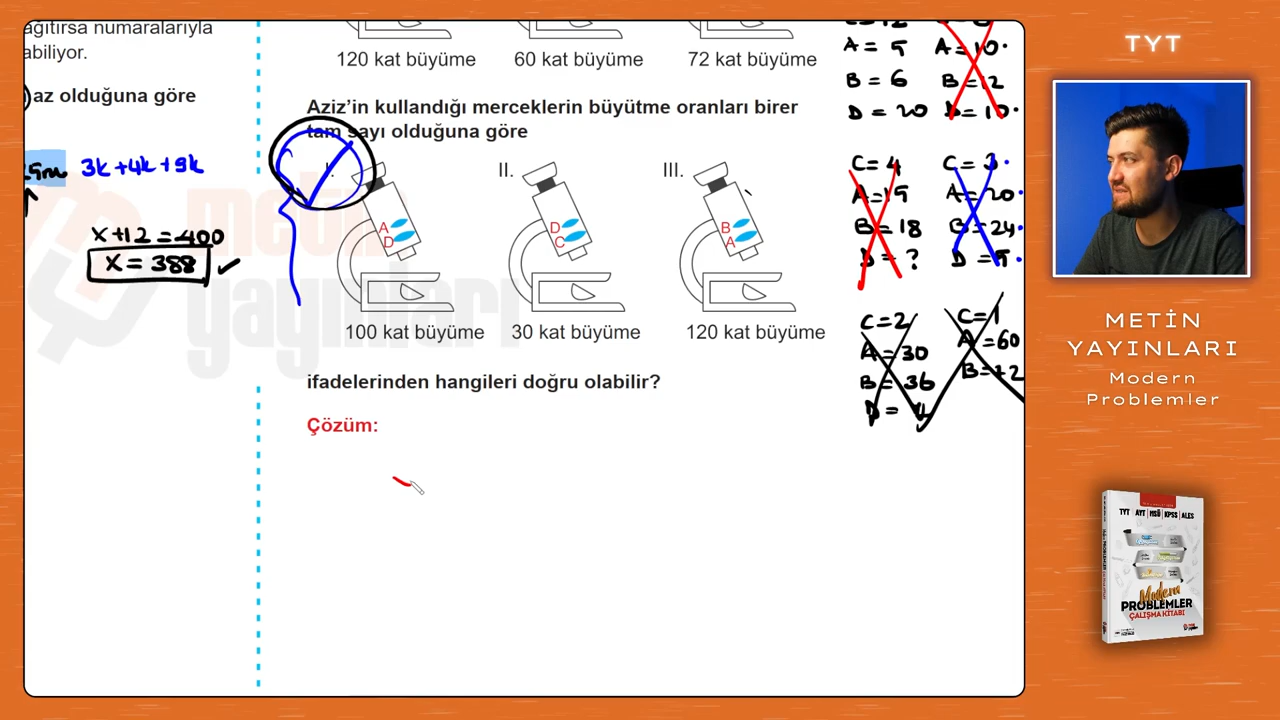 ağıtırsa numaralarıyla
abiliyor.
az olduğuna göre
3k+4k+9k
x+12=400
x = 388
120 kat büyüme
60 kat büyüme
72 kat büyüme
Aziz'in kullandığı merceklerin büyütme oranları birer
tam sayı olduğuna göre
II.
III.
A
D
D
C
B
A
100 kat büyüme
30 kat büyüme
120 kat büyüme
ifadelerinden hangileri doğru olabilir?
Çözüm:
A = 5
B = 6
D = 20
A=10
B=12
D=10
C=4
A=15
B=18
D=?
C=3
A=20
B=24
D=5
C=2
A=30
B=36
D=
C=1
A=60
metin
yayınları
TYT
METİN
YAYINLARI
Modern
Problemler
TYT | AYT | MSÜ | KPSS | ALES
Modern
PROBLEMLER
ÇALIŞMA KİTABI